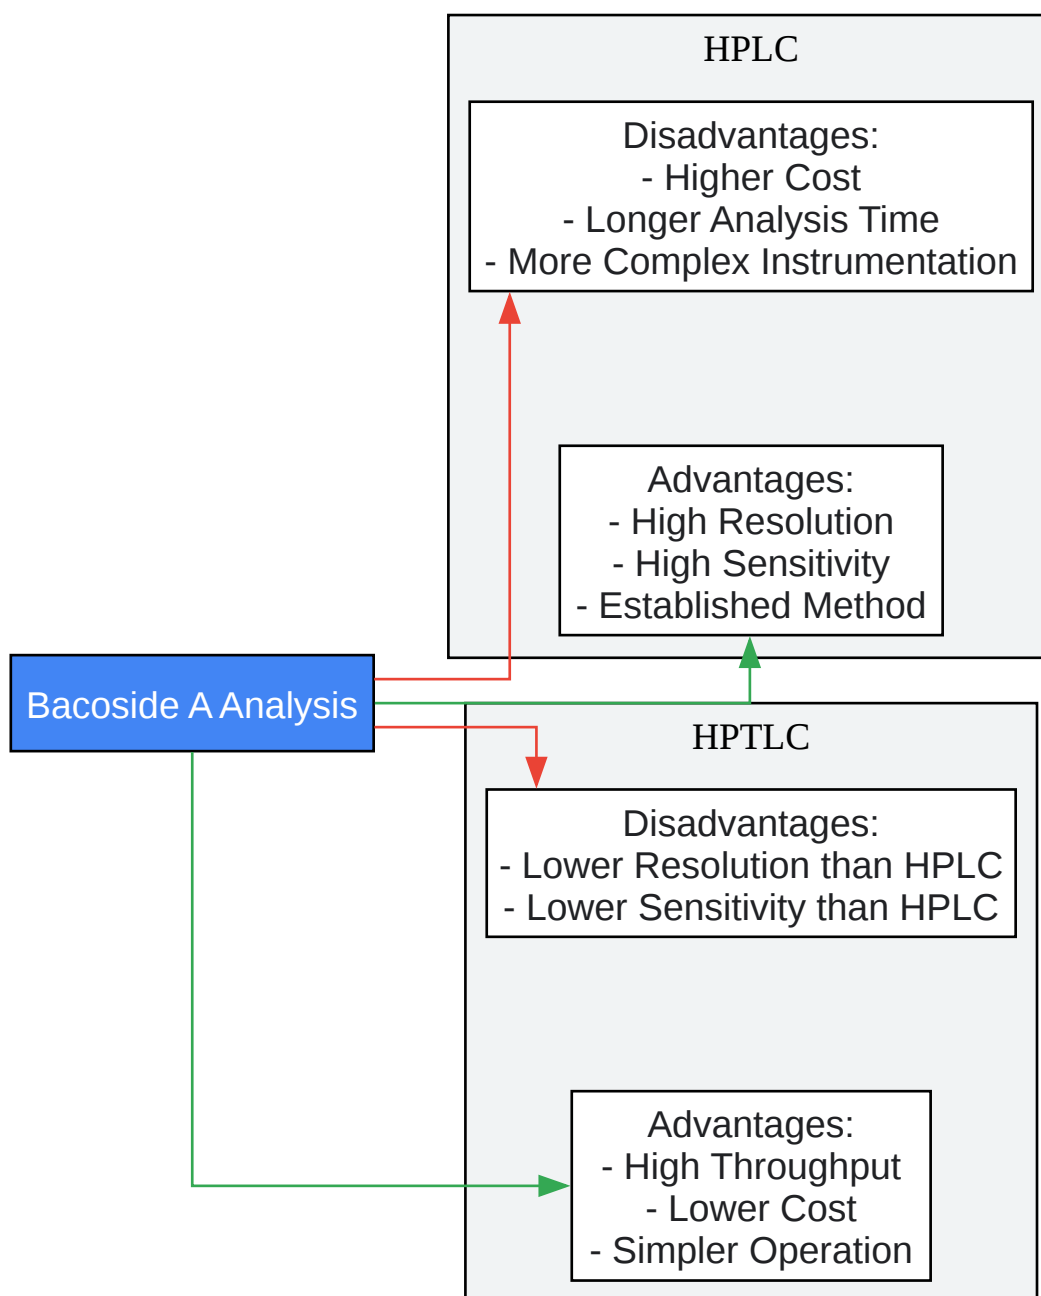 HPLC
Disadvantages:
- Higher Cost
- Longer Analysis Time
- More Complex Instrumentation
Advantages:
- High Resolution
- High Sensitivity
- Established Method
Bacoside A Analysis
HPTLC
Disadvantages:
- Lower Resolution than HPLC
- Lower Sensitivity than HPLC
Advantages:
- High Throughput
- Lower Cost
- Simpler Operation